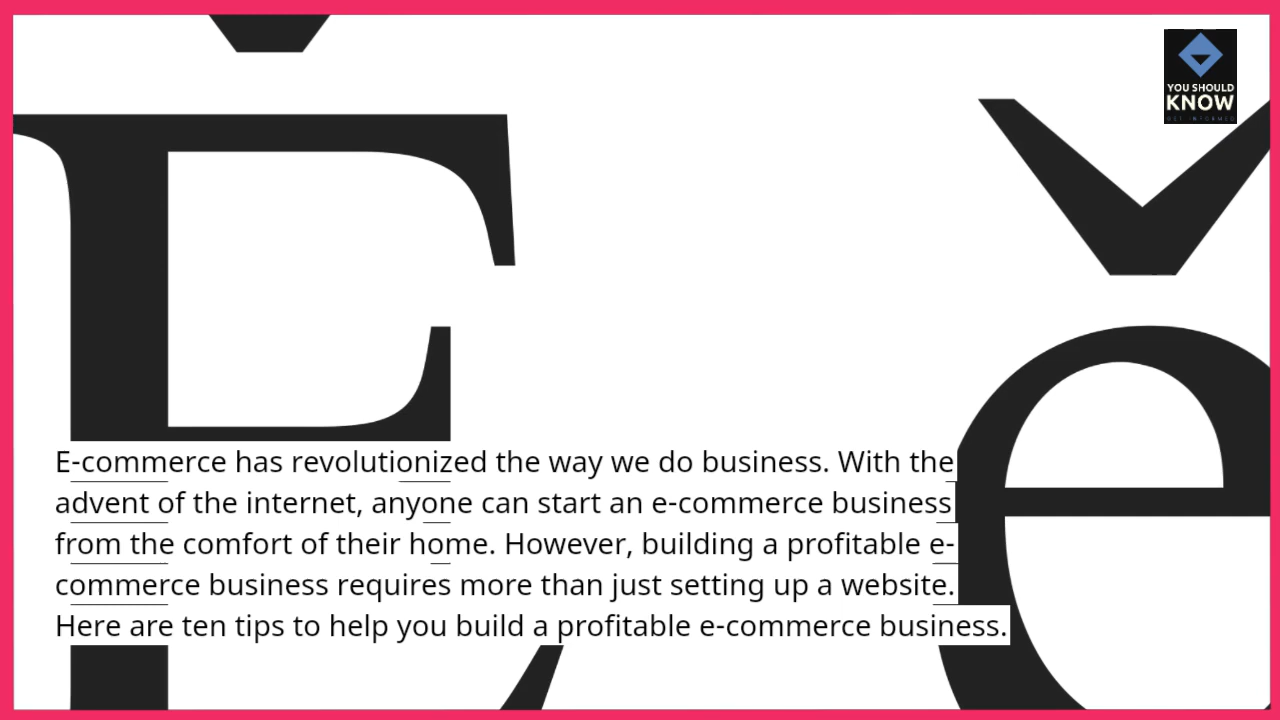 Ě ě
YOU SHOULD
KNOW
GET INFORMED
E-commerce has revolutionized the way we do business. With the
advent of the internet, anyone can start an e-commerce business
from the comfort of their home. However, building a profitable e-
commerce business requires more than just setting up a website.
Here are ten tips to help you build a profitable e-commerce business.